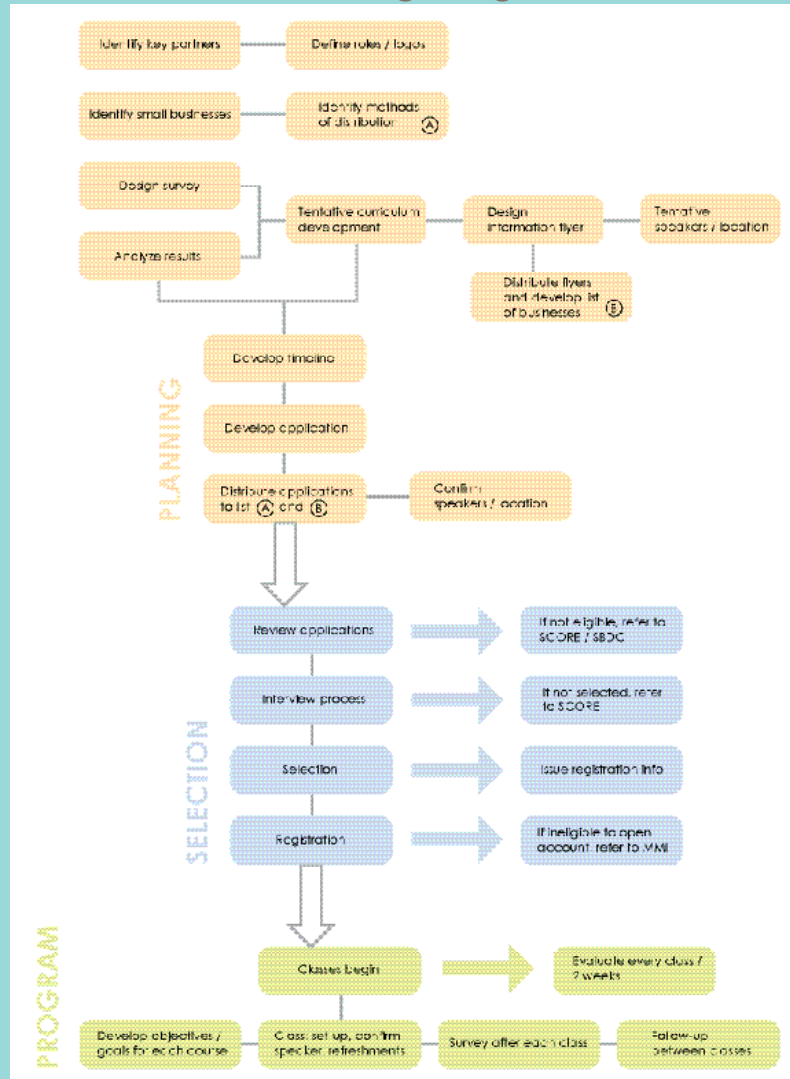 Identify key partners
Define roles / logos
Identify small businesses
Identify methods
of distribution Ⓐ
Design survey
Tentative curriculum
development
Design
information flyer
Tentative
speakers / location
Analyze results
Distribute flyers
and develop list
of businesses Ⓑ
Develop timeline
Develop application
Distribute applications
to list Ⓐ and Ⓑ
Confirm
speakers / location
PLANNING
Review applications
If not eligible, refer to
SCORE / SBDC
Interview process
If not selected, refer
to SCORE
Selection
Issue registration info
Registration
If ineligible to open
account, refer to MMI
SELECTION
Classes begin
Evaluate every class /
2 weeks
Develop objectives /
goals for each course
Class set up, confirm
speaker, refreshments
Survey after each class
Follow-up
between classes
PROGRAM